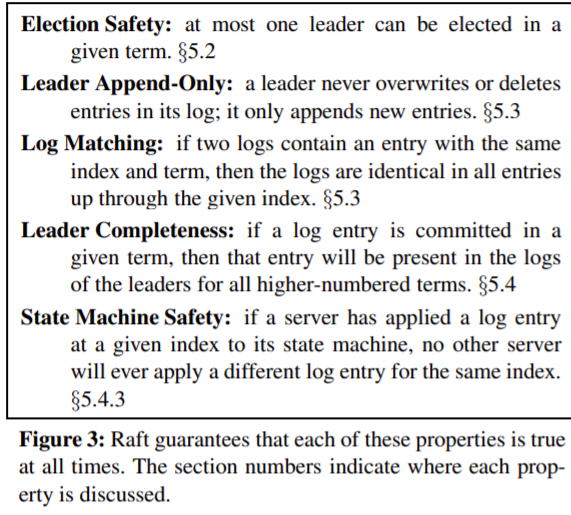 Election Safety: at most one leader can be elected in a
given term. §5.2
Leader Append-Only: a leader never overwrites or deletes
entries in its log; it only appends new entries. §5.3
Log Matching: if two logs contain an entry with the same
index and term, then the logs are identical in all entries
up through the given index. §5.3
Leader Completeness: if a log entry is committed in a
given term, then that entry will be present in the logs
of the leaders for all higher-numbered terms. §5.4
State Machine Safety: if a server has applied a log entry
at a given index to its state machine, no other server
will ever apply a different log entry for the same index.
§5.4.3
Figure 3: Raft guarantees that each of these properties is true
at all times. The section numbers indicate where each prop-
erty is discussed.